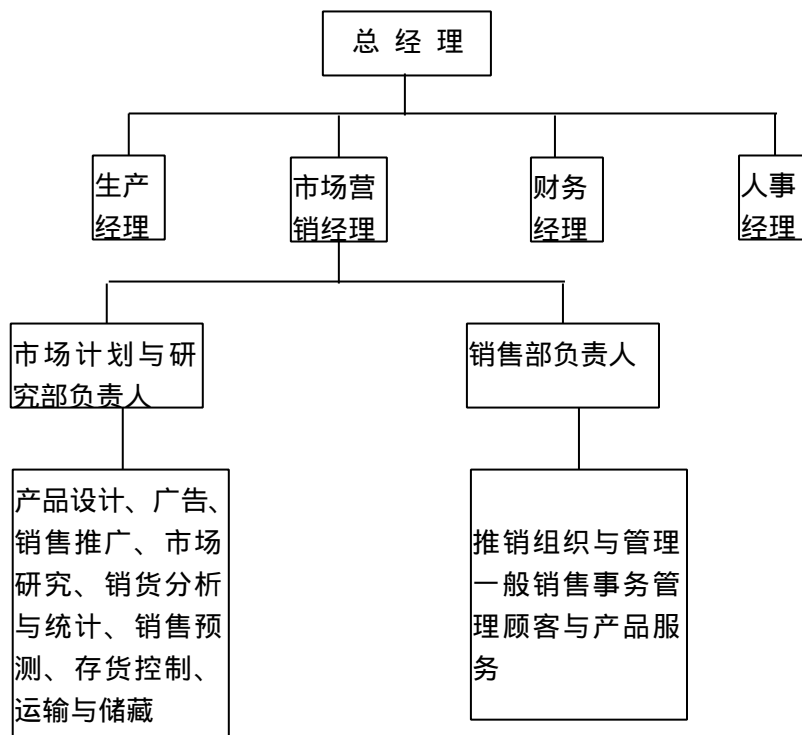 总 经 理
生产
经理
市场营
销经理
财务
经理
人事
经理
市场计划与研
究部负责人
销售部负责人
产品设计、广告、
销售推广、市场
研究、销货分析
与统计、销售预
测、存货控制、
运输与储藏
推销组织与管理
一般销售事务管
理顾客与产品服
务